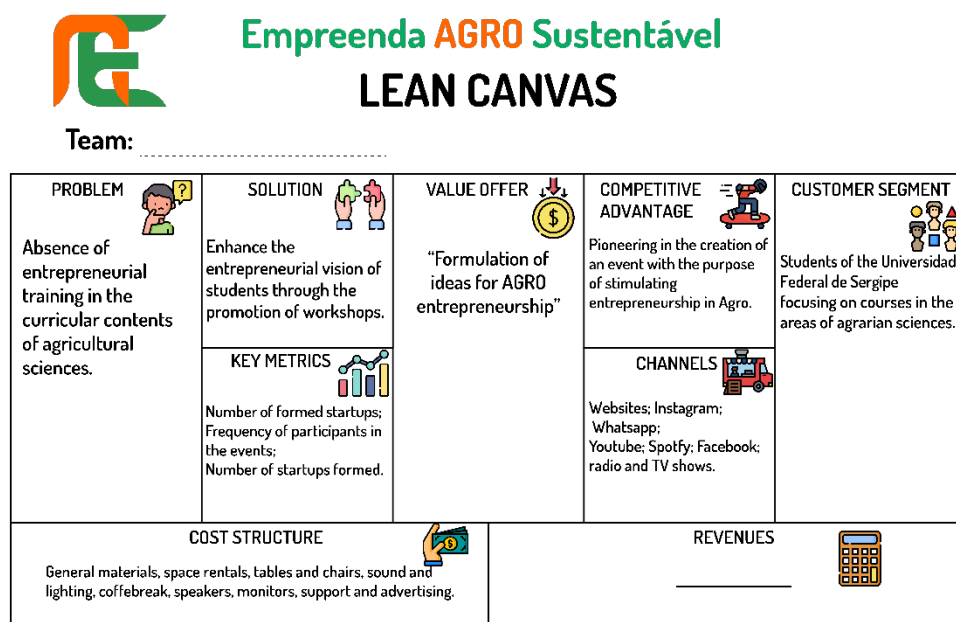 Empreenda AGRO Sustentável
LEAN CANVAS
Team:
PROBLEM
Absence of
entrepreneurial
training in the
curricular contents
of agricultural
sciences.
SOLUTION
Enhance the
entrepreneurial vision of
students through the
promotion of workshops.
KEY METRICS
Number of formed startups;
Frequency of participants in
the events;
Number of startups formed.
VALUE OFFER
“Formulation of
ideas for AGRO
entrepreneurship”
COMPETITIVE
ADVANTAGE
Pioneering in the creation of
an event with the purpose
of stimulating
entrepreneurship in Agro.
CHANNELS
Websites; Instagram;
Whatsapp;
Youtube; Spotfy; Facebook;
radio and TV shows.
CUSTOMER SEGMENT
Students of the Universidad
Federal de Sergipe
focusing on courses in the
areas of agrarian sciences.
COST STRUCTURE
General materials, space rentals, tables and chairs, sound and
lighting, coffebreak, speakers, monitors, support and advertising.
REVENUES